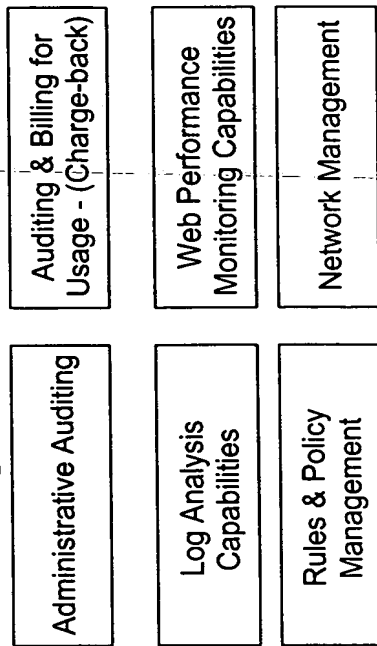 Administrative Auditing
Auditing & Billing for
Usage - (Charge-back)
Log Analysis
Capabilities
Web Performance
Monitoring Capabilities
Rules & Policy
Management
Network Management